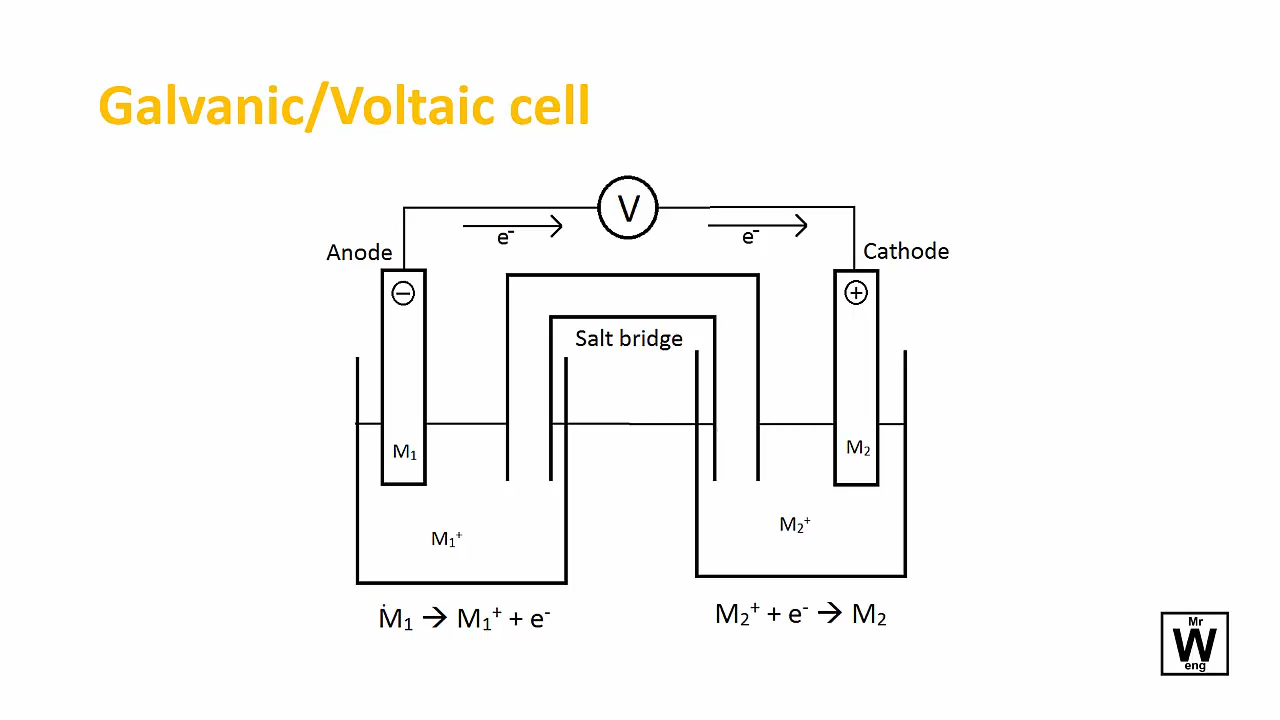 Galvanic/Voltaic cell
V
e⁻
e⁻
Anode
Cathode
−
+
Salt bridge
M₁
M₂
M₁⁺
M₂⁺
M₁ → M₁⁺ + e⁻
M₂⁺ + e⁻ → M₂
Mr
W
eng